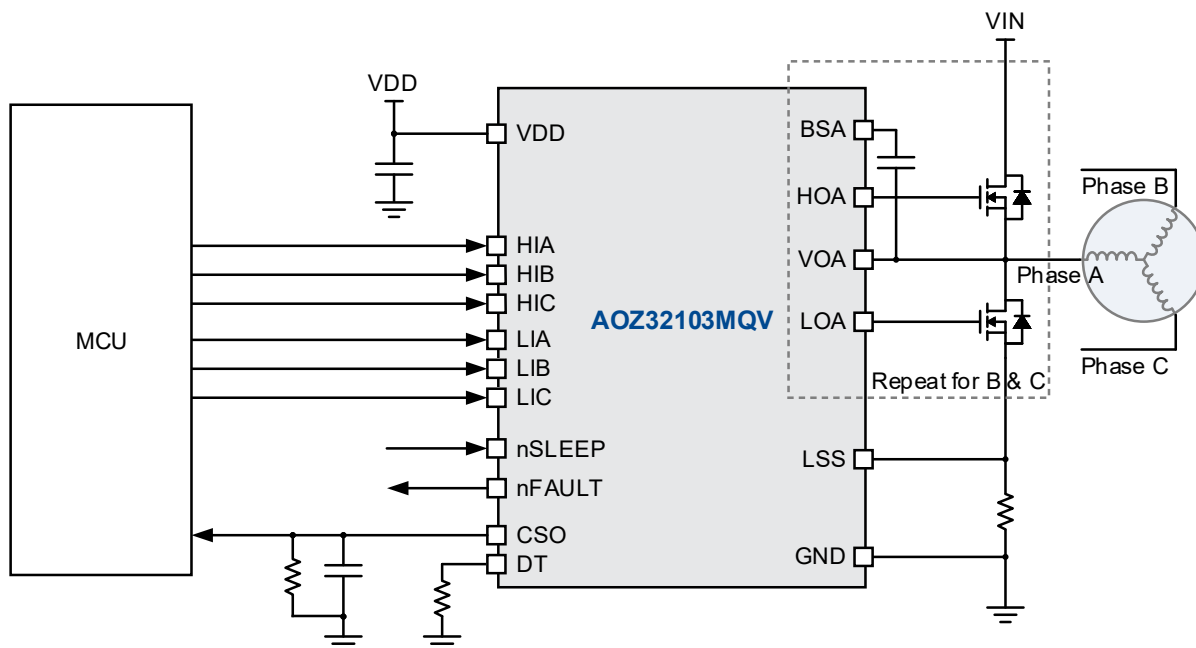 VIN
VDD
VDD
BSA
HOA
HIA
HIB
HIC
VOA
Phase B
Phase A
MCU
AOZ32103MQV
LIA
LIB
LIC
LOA
Phase C
Repeat for B & C
nSLEEP
nFAULT
LSS
CSO
DT
GND